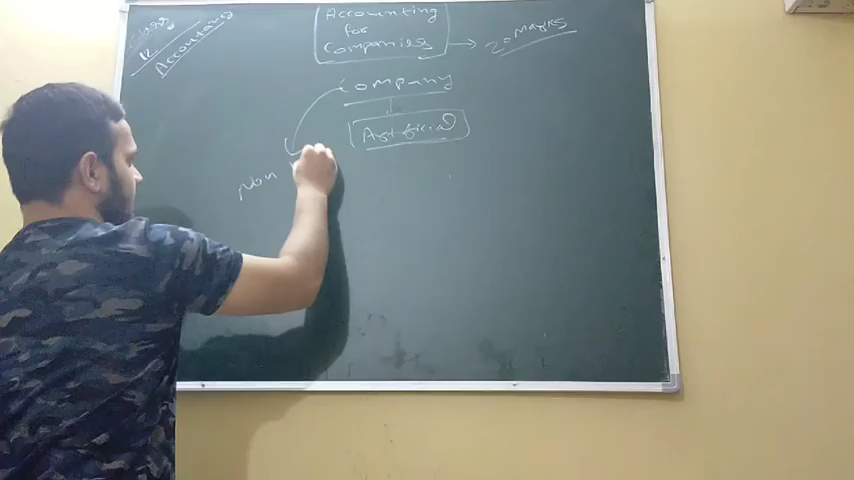 Class
12
Accountancy
Accounting
for
Companies → 20 Marks
Company
Artificial
Non